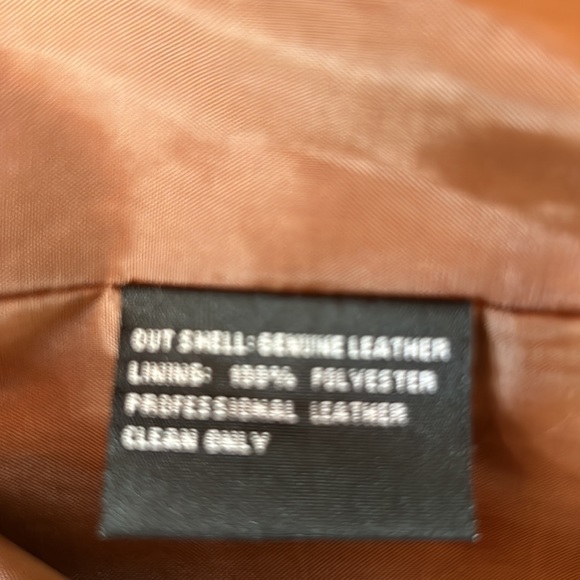 OUT SHELL: GENUINE LEATHER
LINING: 100% POLYESTER
PROFESSIONAL LEATHER
CLEAN ONLY